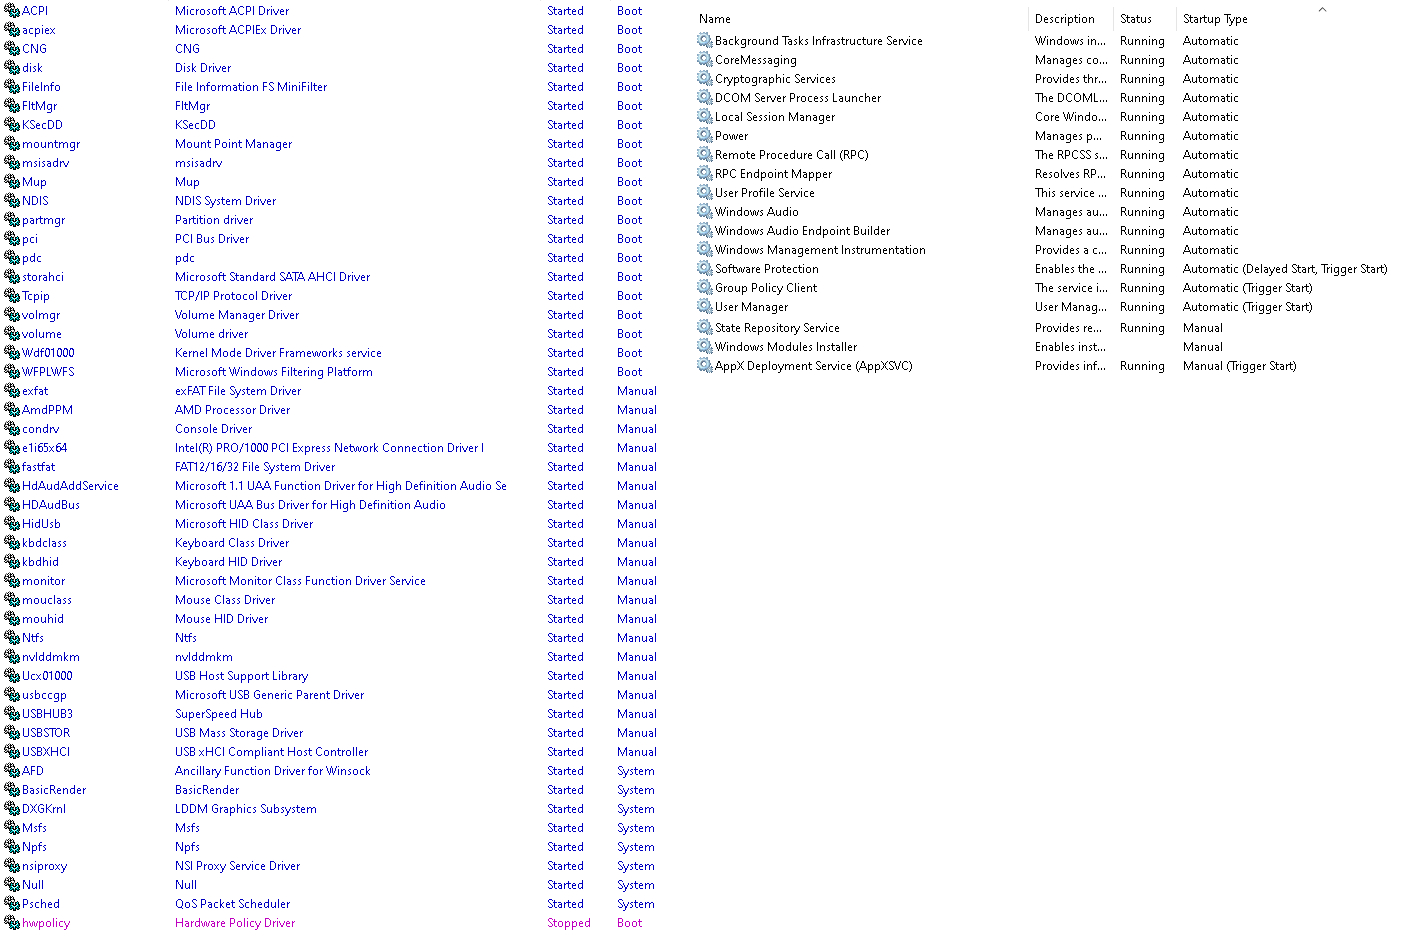 ACPI Microsoft ACPI Driver Started Boot
acpiex Microsoft ACPIEx Driver Started Boot
CNG CNG Started Boot
disk Disk Driver Started Boot
FileInfo File Information FS MiniFilter Started Boot
FltMgr FltMgr Started Boot
KSecDD KSecDD Started Boot
mountmgr Mount Point Manager Started Boot
msisadrv msisadrv Started Boot
Mup Mup Started Boot
NDIS NDIS System Driver Started Boot
partmgr Partition driver Started Boot
pci PCI Bus Driver Started Boot
pdc pdc Started Boot
storahci Microsoft Standard SATA AHCI Driver Started Boot
Tcpip TCP/IP Protocol Driver Started Boot
volmgr Volume Manager Driver Started Boot
volume Volume driver Started Boot
Wdf01000 Kernel Mode Driver Frameworks service Started Boot
WFPLWFS Microsoft Windows Filtering Platform Started Boot
exfat exFAT File System Driver Started Manual
AmdPPM AMD Processor Driver Started Manual
condrv Console Driver Started Manual
e1i65x64 Intel(R) PRO/1000 PCI Express Network Connection Driver I Started Manual
fastfat FAT12/16/32 File System Driver Started Manual
HdAudAddService Microsoft 1.1 UAA Function Driver for High Definition Audio Se Started Manual
HDAudBus Microsoft UAA Bus Driver for High Definition Audio Started Manual
HidUsb Microsoft HID Class Driver Started Manual
kbdclass Keyboard Class Driver Started Manual
kbdhid Keyboard HID Driver Started Manual
monitor Microsoft Monitor Class Function Driver Service Started Manual
mouclass Mouse Class Driver Started Manual
mouhid Mouse HID Driver Started Manual
Ntfs Ntfs Started Manual
nvlddmkm nvlddmkm Started Manual
Ucx01000 USB Host Support Library Started Manual
usbccgp Microsoft USB Generic Parent Driver Started Manual
USBHUB3 SuperSpeed Hub Started Manual
USBSTOR USB Mass Storage Driver Started Manual
USBXHCI USB xHCI Compliant Host Controller Started Manual
AFD Ancillary Function Driver for Winsock Started System
BasicRender BasicRender Started System
DXGKrnl LDDM Graphics Subsystem Started System
Msfs Msfs Started System
Npfs Npfs Started System
nsiproxy NSI Proxy Service Driver Started System
Null Null Started System
Psched QoS Packet Scheduler Started System
hwpolicy Hardware Policy Driver Stopped Boot
Name Description Status Startup Type
Background Tasks Infrastructure Service Windows in... Running Automatic
CoreMessaging Manages co... Running Automatic
Cryptographic Services Provides thr... Running Automatic
DCOM Server Process Launcher The DCOML... Running Automatic
Local Session Manager Core Windo... Running Automatic
Power Manages p... Running Automatic
Remote Procedure Call (RPC) The RPCSS s... Running Automatic
RPC Endpoint Mapper Resolves RP... Running Automatic
User Profile Service This service ... Running Automatic
Windows Audio Manages au... Running Automatic
Windows Audio Endpoint Builder Manages au... Running Automatic
Windows Management Instrumentation Provides a c... Running Automatic
Software Protection Enables the ... Running Automatic (Delayed Start, Trigger Start)
Group Policy Client The service i... Running Automatic (Trigger Start)
User Manager User Manag... Running Automatic (Trigger Start)
State Repository Service Provides re... Running Manual
Windows Modules Installer Enables inst... Manual
AppX Deployment Service (AppXSVC) Provides inf... Running Manual (Trigger Start)